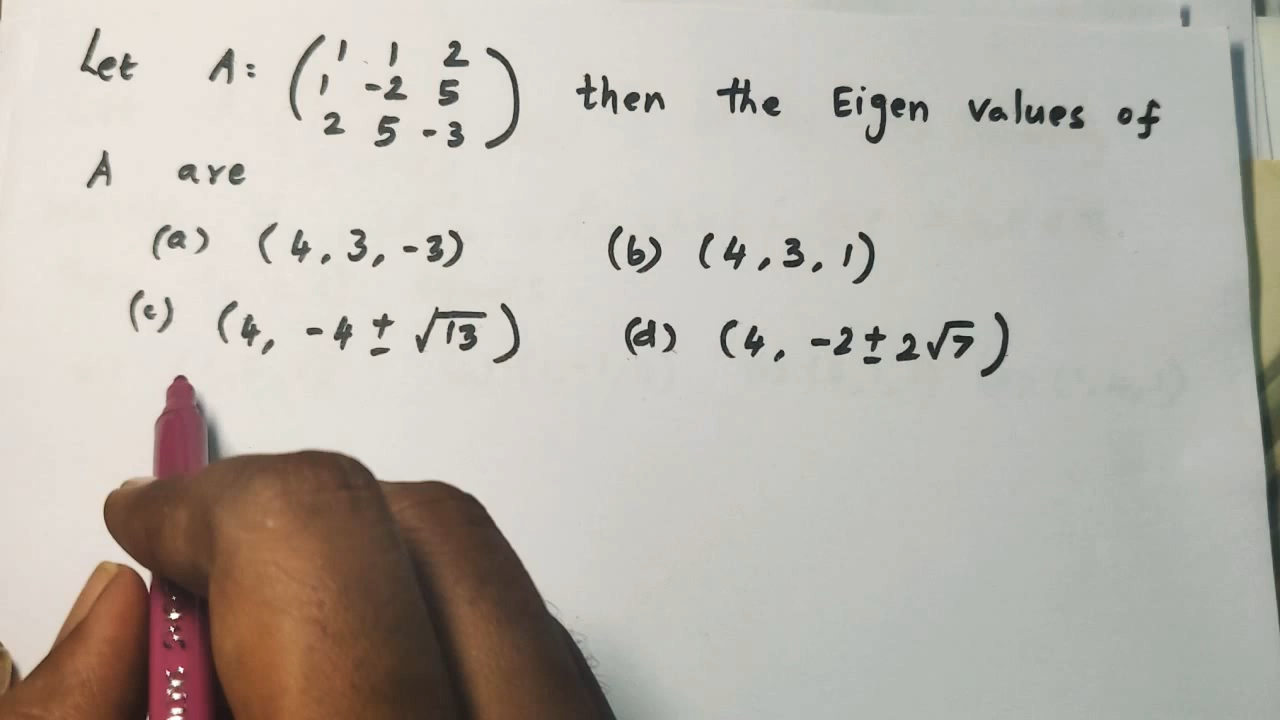 Let A= (1 1 2 then the Eigen values of
1 -2 5
2 5 -3)
A are
(a) (4, 3, -3) (b) (4, 3, 1)
(c) (4, -4 ± √13) (d) (4, -2 ± 2√7)